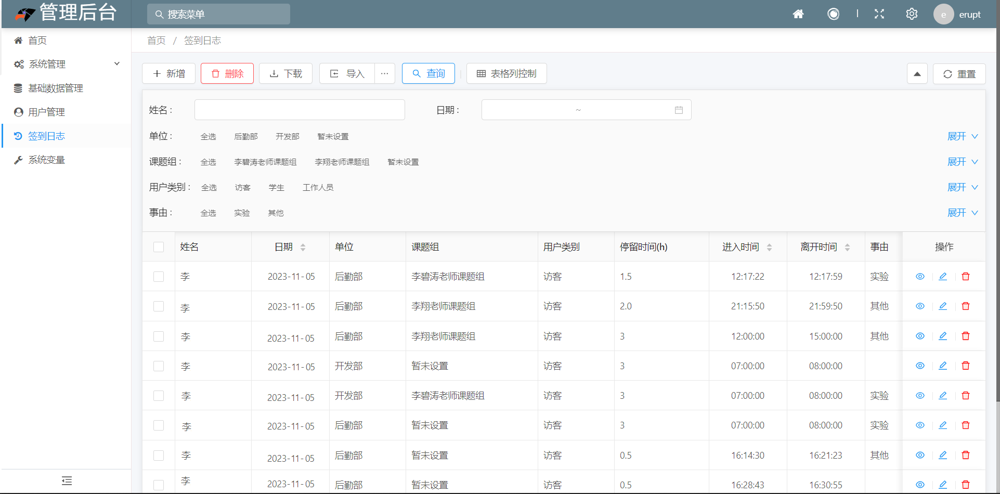 管理后台
搜索菜单
e erupt
首页
系统管理
基础数据管理
用户管理
签到日志
系统变量
首页 / 签到日志
新增 删除 下载 导入 ··· 查询 表格列控制 重置
姓名： 日期： ~
单位： 全选 后勤部 开发部 暂未设置 展开
课题组： 全选 李碧涛老师课题组 李翔老师课题组 暂未设置 展开
用户类别： 全选 访客 学生 工作人员 展开
事由： 全选 实验 其他 展开
姓名 日期 单位 课题组 用户类别 停留时间(h) 进入时间 离开时间 事由 操作
李 2023-11-05 后勤部 李碧涛老师课题组 访客 1.5 12:17:22 12:17:59 实验
李 2023-11-05 后勤部 李翔老师课题组 访客 2.0 21:15:50 21:59:50 其他
李 2023-11-05 后勤部 李翔老师课题组 访客 3 12:00:00 15:00:00 其他
李 2023-11-05 开发部 暂未设置 访客 3 07:00:00 08:00:00
李 2023-11-05 开发部 李碧涛老师课题组 访客 3 07:00:00 08:00:00 实验
李 2023-11-05 后勤部 暂未设置 访客 3 07:00:00 08:00:00 实验
李 2023-11-05 后勤部 暂未设置 访客 0.5 16:14:30 16:21:23 其他
李 2023-11-05 后勤部 暂未设置 访客 0.5 16:28:43 16:30:55